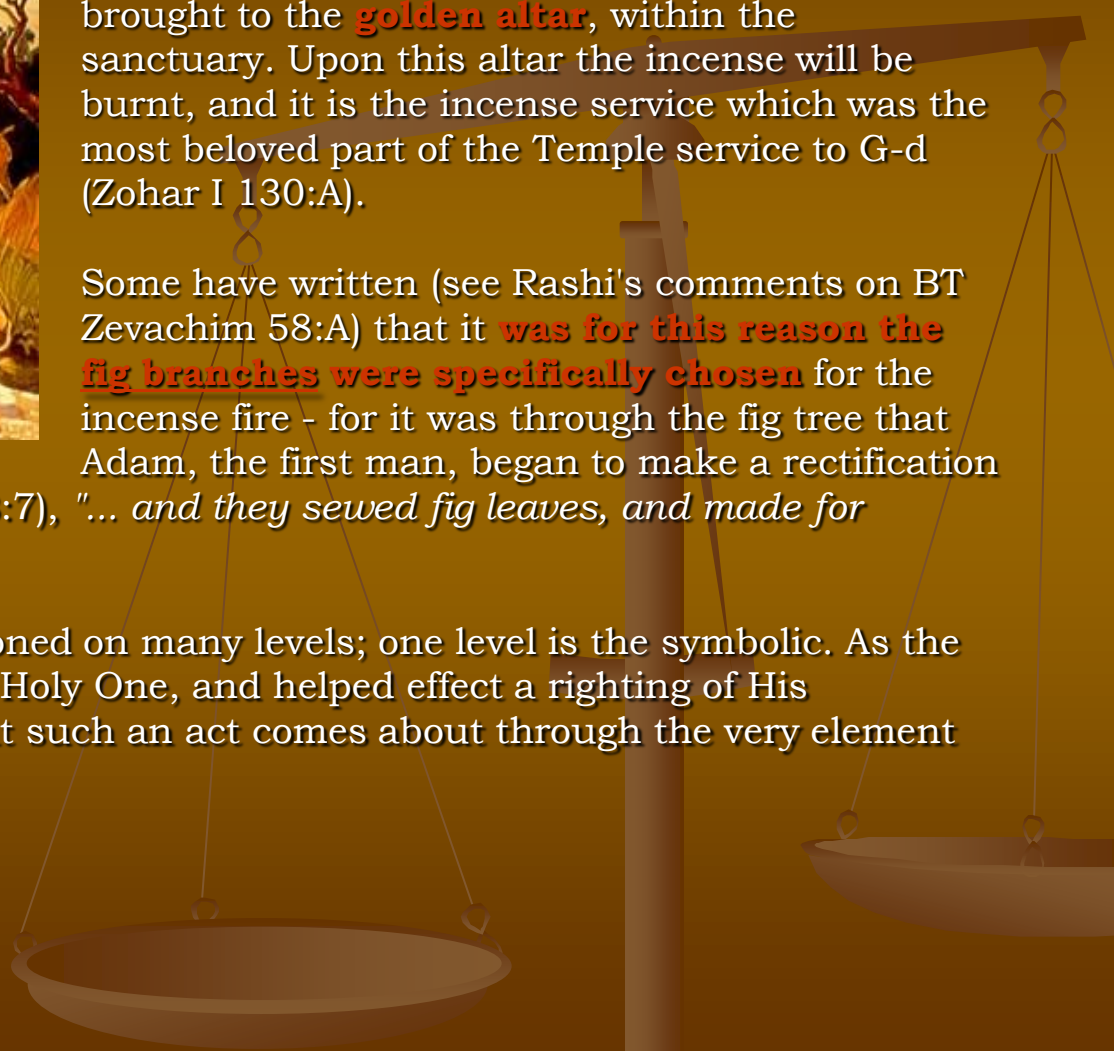 brought to the golden altar, within the
sanctuary. Upon this altar the incense will be
burnt, and it is the incense service which was the
most beloved part of the Temple service to G-d
(Zohar I 130:A).
Some have written (see Rashi's comments on BT
Zevachim 58:A) that it was for this reason the
fig branches were specifically chosen for the
incense fire - for it was through the fig tree that
Adam, the first man, began to make a rectification
:7), "... and they sewed fig leaves, and made for
oned on many levels; one level is the symbolic. As the
Holy One, and helped effect a righting of His
t such an act comes about through the very element